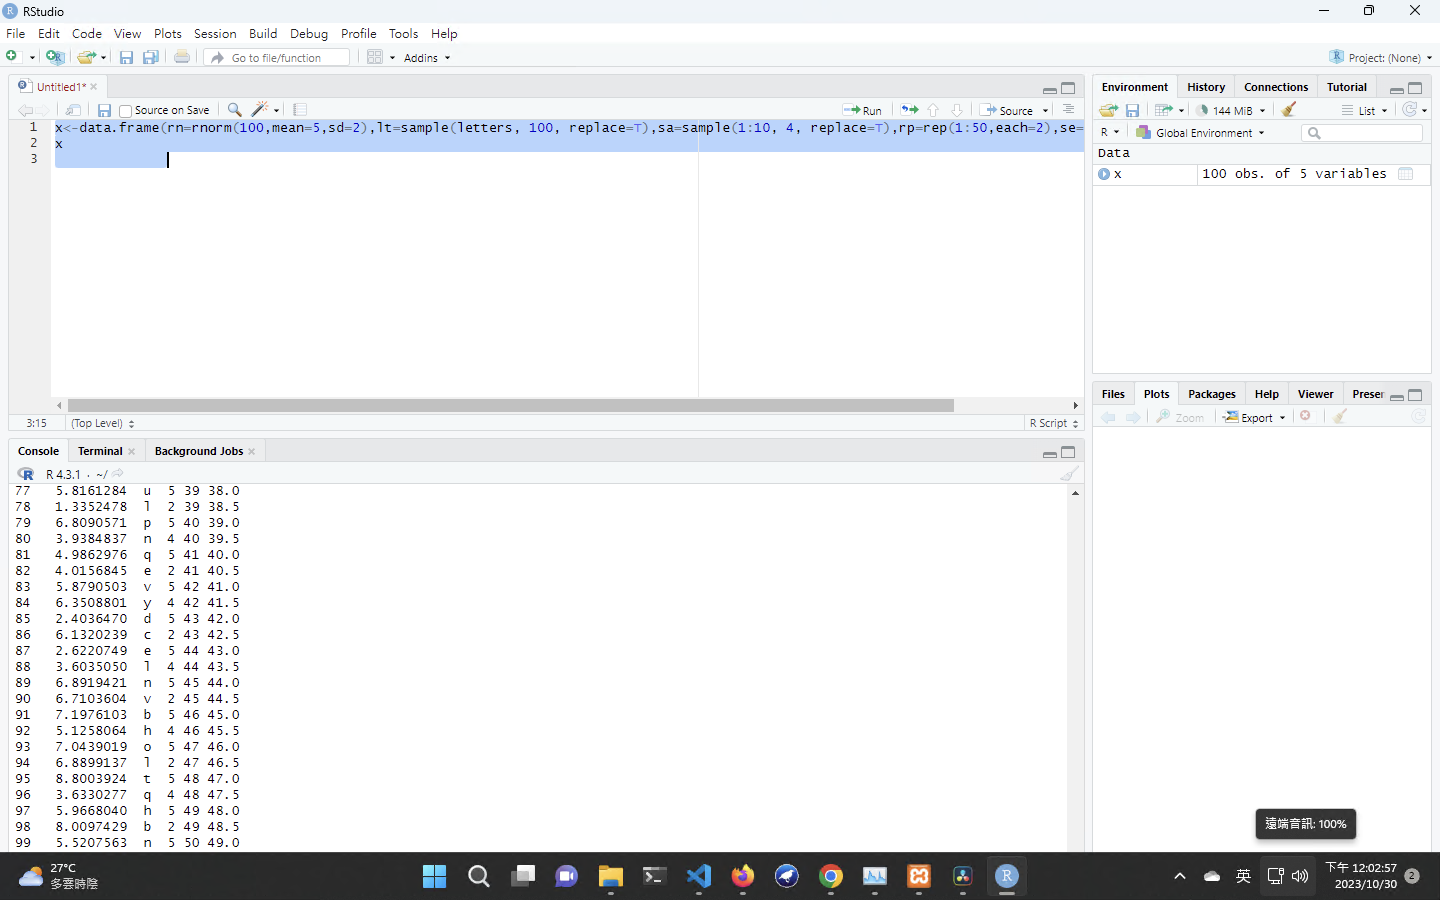 RStudio
File Edit Code View Plots Session Build Debug Profile Tools Help
Go to file/function Addins Project: (None)
Untitled1*
Source on Save Run Source
1 x<-data.frame(rn=rnorm(100,mean=5,sd=2),lt=sample(letters, 100, replace=T),sa=sample(1:10, 4, replace=T),rp=rep(1:50,each=2),se=
2 x
3
3:15 (Top Level) R Script
Console Terminal Background Jobs
R 4.3.1 · ~/
77 5.8161284 u 5 39 38.0
78 1.3352478 l 2 39 38.5
79 6.8090571 p 5 40 39.0
80 3.9384837 n 4 40 39.5
81 4.9862976 q 5 41 40.0
82 4.0156845 e 2 41 40.5
83 5.8790503 v 5 42 41.0
84 6.3508801 y 4 42 41.5
85 2.4036470 d 5 43 42.0
86 6.1320239 c 2 43 42.5
87 2.6220749 e 5 44 43.0
88 3.6035050 l 4 44 43.5
89 6.8919421 n 5 45 44.0
90 6.7103604 v 2 45 44.5
91 7.1976103 b 5 46 45.0
92 5.1258064 h 4 46 45.5
93 7.0439019 o 5 47 46.0
94 6.8899137 l 2 47 46.5
95 8.8003924 t 5 48 47.0
96 3.6330277 q 4 48 47.5
97 5.9668040 h 5 49 48.0
98 8.0097429 b 2 49 48.5
99 5.5207563 n 5 50 49.0
Environment History Connections Tutorial
144 MiB List
R Global Environment
Data
x 100 obs. of 5 variables
Files Plots Packages Help Viewer Preser
Zoom Export
遠端音訊: 100%
27°C
多雲時陰
英
下午 12:02:57
2023/10/30
2